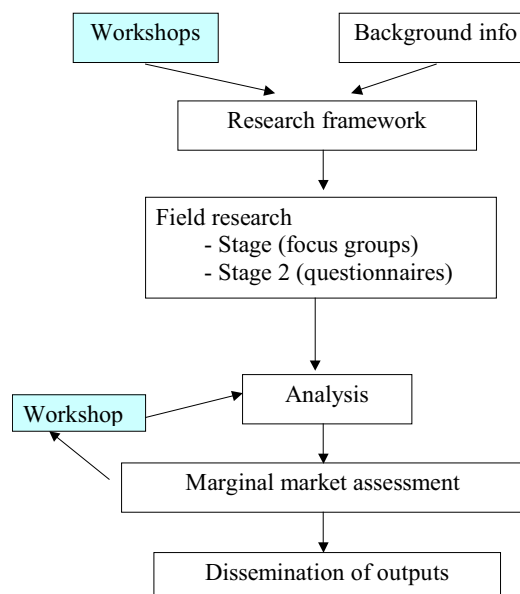 Workshops
Background info
Research framework
Field research
- Stage (focus groups)
- Stage 2 (questionnaires)
Analysis
Workshop
Marginal market assessment
Dissemination of outputs